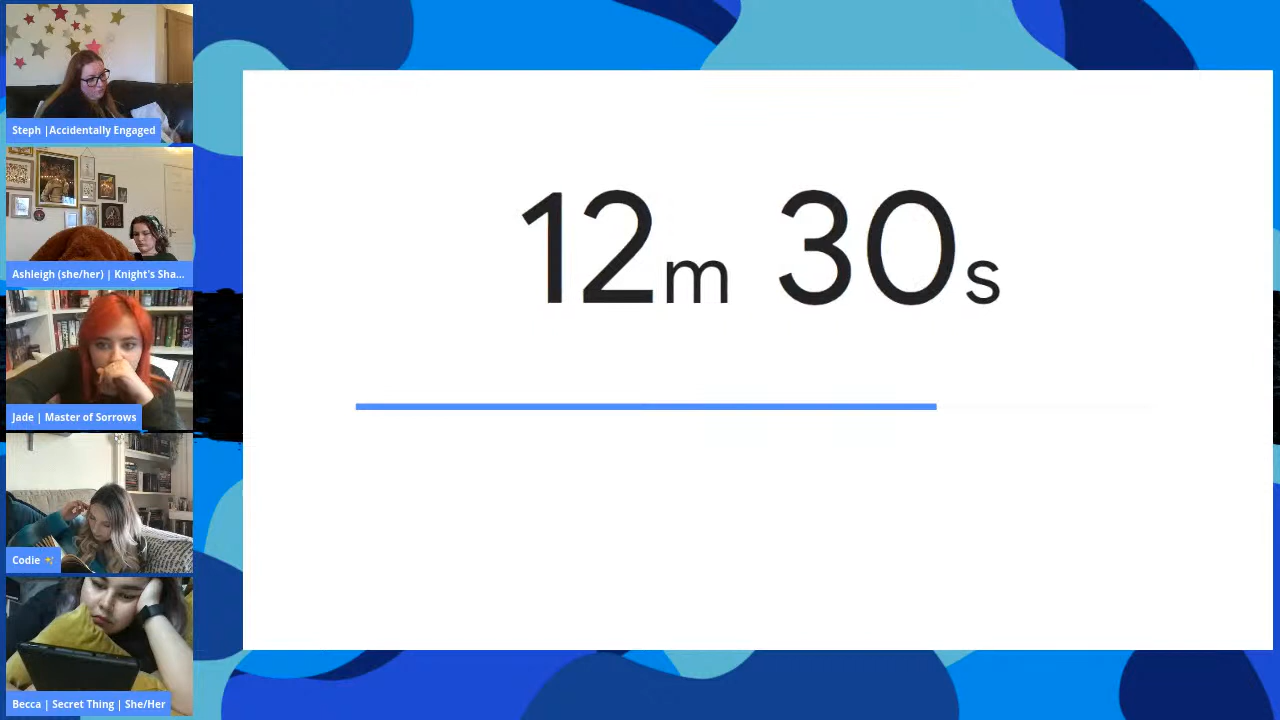 Steph |Accidentally Engaged
12m 30s
Ashleigh (she/her) | Knight's Sha...
Jade | Master of Sorrows
Codie ✨
Becca | Secret Thing | She/Her